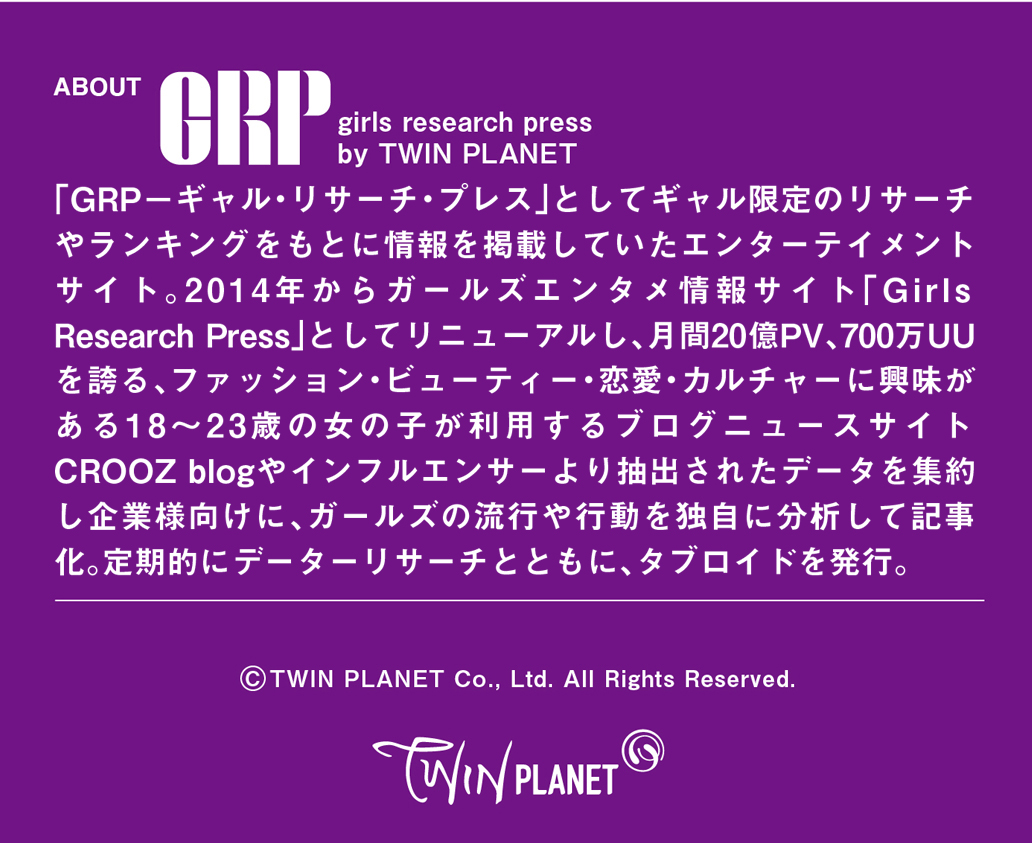 ABOUT GRP girls research press
by TWIN PLANET
「GRPーギャル・リサーチ・プレス」としてギャル限定のリサーチ
やランキングをもとに情報を掲載していたエンターテイメント
サイト。2014年からガールズエンタメ情報サイト「Girls
Research Press」としてリニューアルし、月間20億PV、700万UU
を誇る、ファッション・ビューティー・恋愛・カルチャーに興味が
ある18〜23歳の女の子が利用するブログニュースサイト
CROOZ blogやインフルエンサーより抽出されたデータを集約
し企業様向けに、ガールズの流行や行動を独自に分析して記事
化。定期的にデーターリサーチとともに、タブロイドを発行。
©TWIN PLANET Co., Ltd. All Rights Reserved.
TWIN PLANET